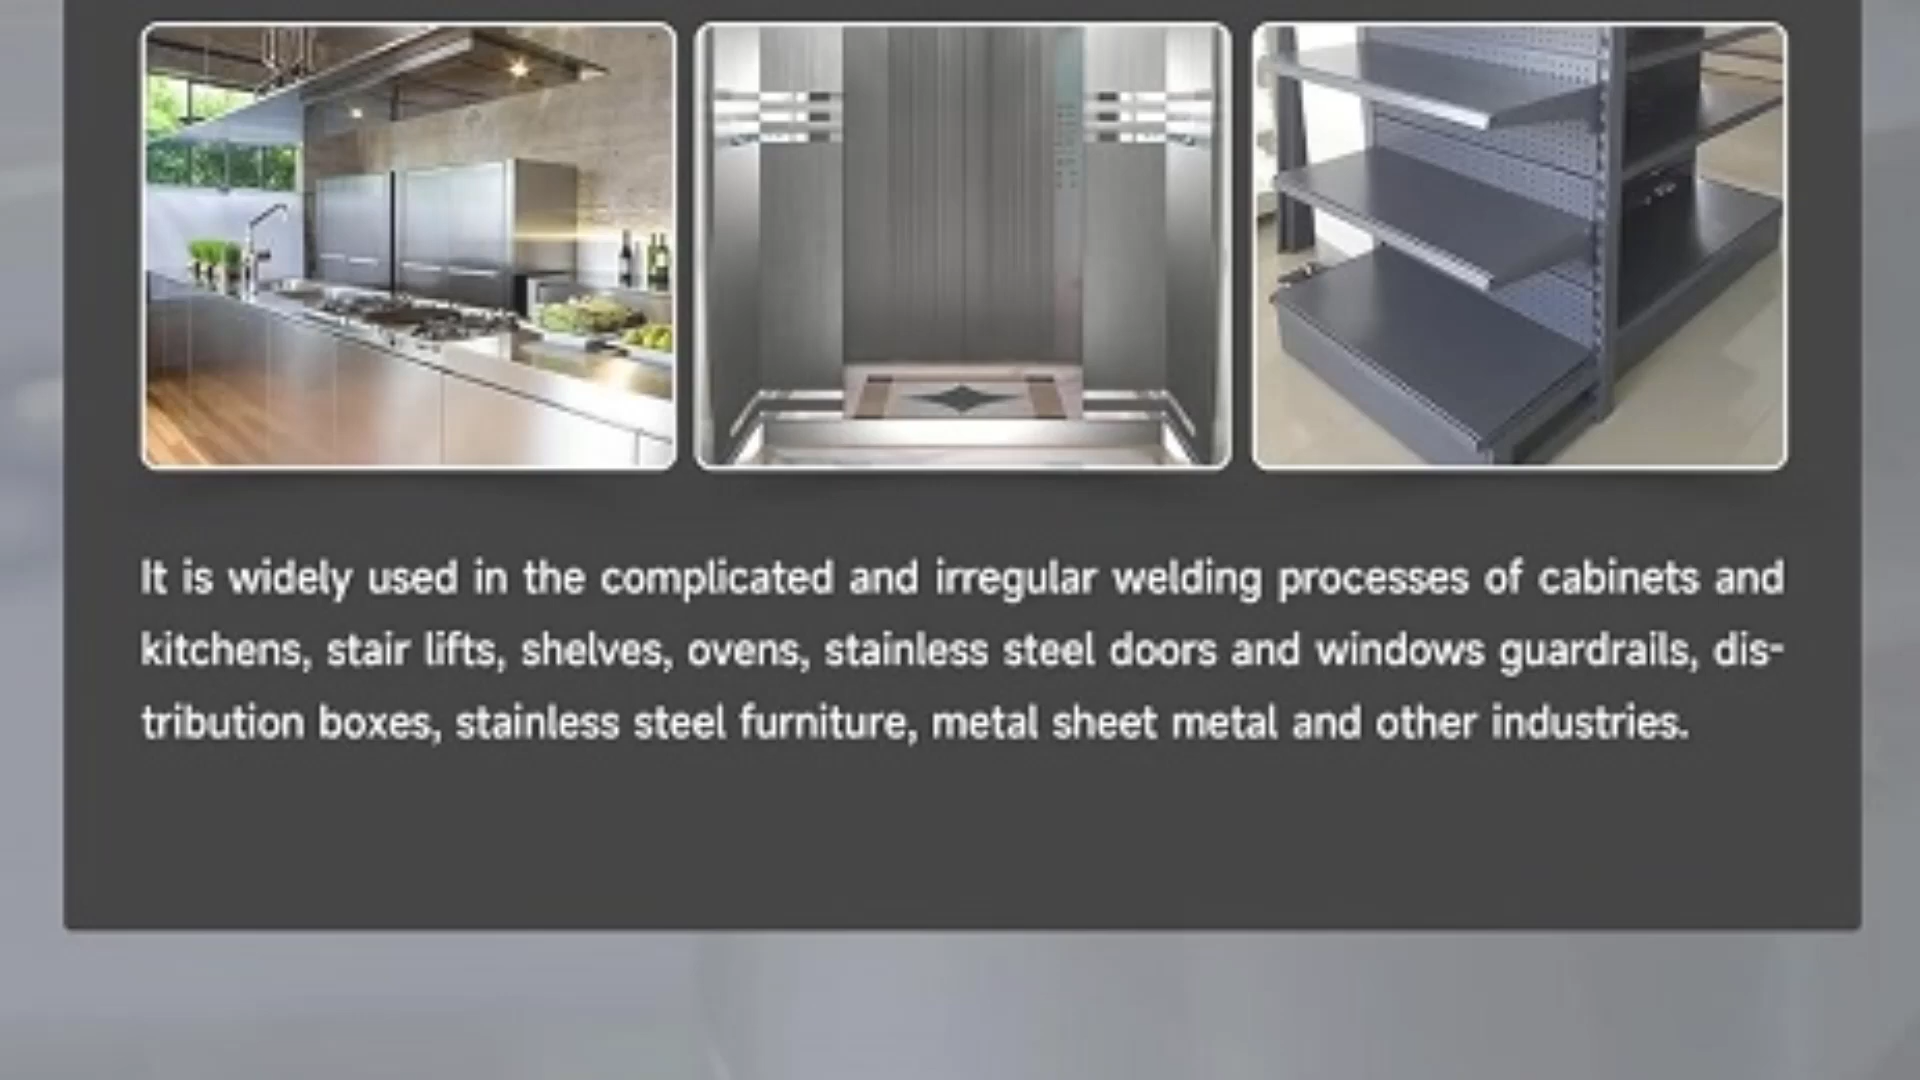 It is widely used in the complicated and irregular welding processes of cabinets and
kitchens, stair lifts, shelves, ovens, stainless steel doors and windows guardrails, dis-
tribution boxes, stainless steel furniture, metal sheet metal and other industries.